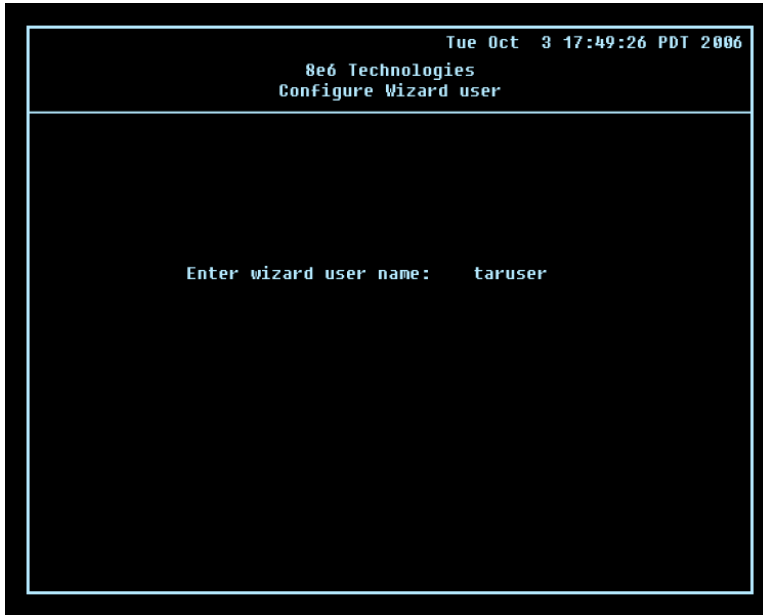 Tue Oct  3 17:49:26 PDT 2006
8e6 Technologies
Configure Wizard user
Enter wizard user name:    taruser